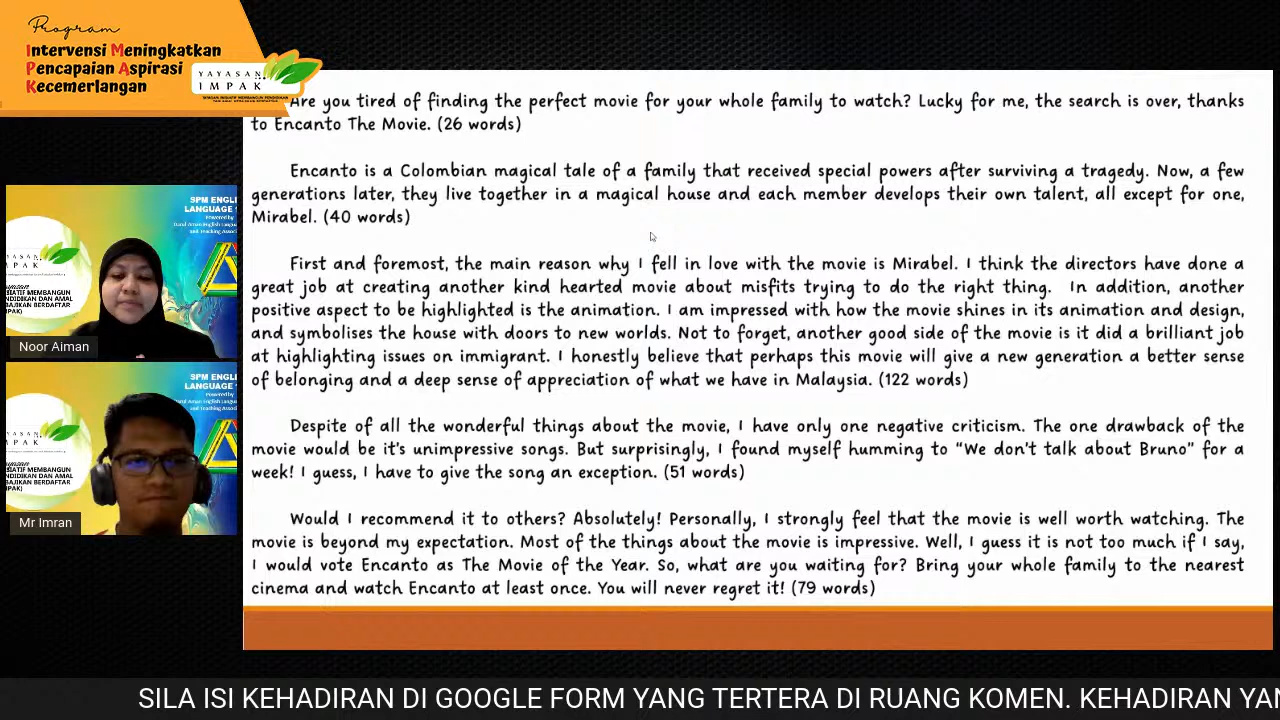 Program
Intervensi Meningkatkan
Pencapaian Aspirasi
Kecemerlangan
YAYASAN
IMPAK
Are you tired of finding the perfect movie for your whole family to watch? Lucky for me, the search is over, thanks
to Encanto The Movie. (26 words)
Encanto is a Colombian magical tale of a family that received special powers after surviving a tragedy. Now, a few
generations later, they live together in a magical house and each member develops their own talent, all except for one,
Mirabel. (40 words)
First and foremost, the main reason why I fell in love with the movie is Mirabel. I think the directors have done a
great job at creating another kind hearted movie about misfits trying to do the right thing. In addition, another
positive aspect to be highlighted is the animation. I am impressed with how the movie shines in its animation and design,
and symbolises the house with doors to new worlds. Not to forget, another good side of the movie is it did a brilliant job
at highlighting issues on immigrant. I honestly believe that perhaps this movie will give a new generation a better sense
of belonging and a deep sense of appreciation of what we have in Malaysia. (122 words)
Despite of all the wonderful things about the movie, I have only one negative criticism. The one drawback of the
movie would be it's unimpressive songs. But surprisingly, I found myself humming to “We don't talk about Bruno” for a
week! I guess, I have to give the song an exception. (51 words)
Would I recommend it to others? Absolutely! Personally, I strongly feel that the movie is well worth watching. The
movie is beyond my expectation. Most of the things about the movie is impressive. Well, I guess it is not too much if I say,
I would vote Encanto as The Movie of the Year. So, what are you waiting for? Bring your whole family to the nearest
cinema and watch Encanto at least once. You will never regret it! (79 words)
SPM ENGL
LANGUAGE
Powered by
Noor Aiman
SPM ENGL
LANGUAGE
Powered by
Mr Imran
SILA ISI KEHADIRAN DI GOOGLE FORM YANG TERTERA DI RUANG KOMEN. KEHADIRAN YAN